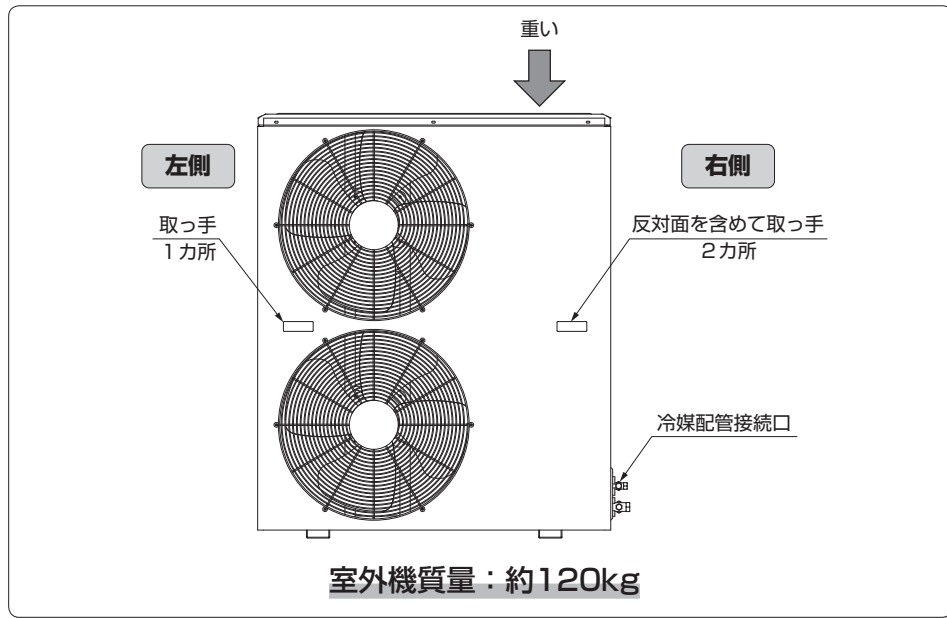 重い
左側
右側
取っ手
1カ所
反対面を含めて取っ手
2カ所
冷媒配管接続口
室外機質量：約120kg